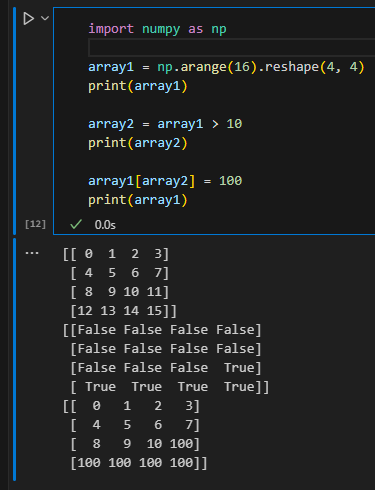 import numpy as np
array1 = np.arange(16).reshape(4, 4)
print(array1)
array2 = array1 > 10
print(array2)
array1[array2] = 100
print(array1)
[12] 0.0s
[[ 0  1  2  3]
 [ 4  5  6  7]
 [ 8  9 10 11]
 [12 13 14 15]]
[[False False False False]
 [False False False False]
 [False False False  True]
 [ True  True  True  True]]
[[  0   1   2   3]
 [  4   5   6   7]
 [  8   9  10 100]
 [100 100 100 100]]